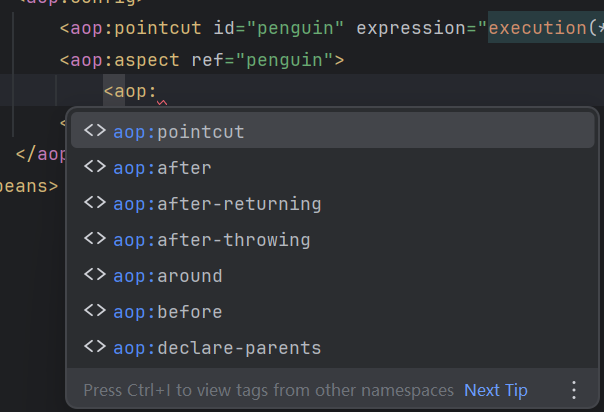 <aop:config>
<aop:pointcut id="penguin" expression="execution(*
<aop:aspect ref="penguin">
<aop:
<> aop:pointcut
<> aop:after
<> aop:after-returning
<> aop:after-throwing
<> aop:around
<> aop:before
<> aop:declare-parents
Press Ctrl+I to view tags from other namespaces Next Tip
<
</aop
beans>